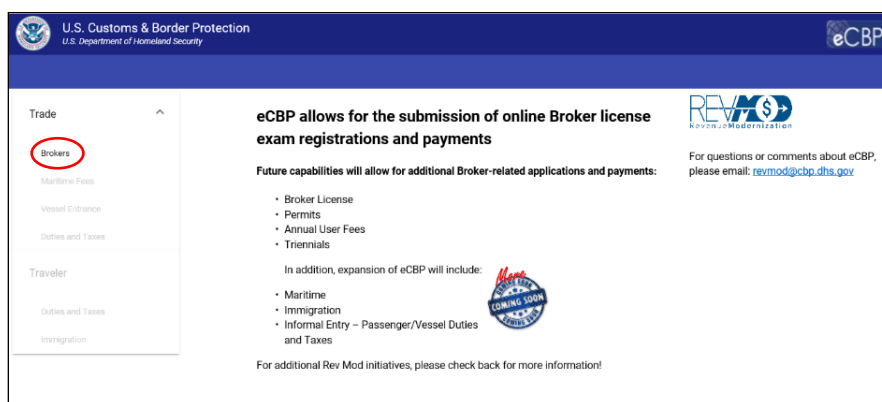 U.S. Customs & Border Protection
U.S. Department of Homeland Security
eCBP
Trade
Brokers
Maritime Fees
Vessel Entrance
Duties and Taxes
Traveler
Duties and Taxes
Immigration
eCBP allows for the submission of online Broker license
exam registrations and payments
Future capabilities will allow for additional Broker-related applications and payments:
• Broker License
• Permits
• Annual User Fees
• Triennials
In addition, expansion of eCBP will include:
• Maritime
• Immigration
• Informal Entry – Passenger/Vessel Duties
and Taxes
More
COMING SOON
For additional Rev Mod initiatives, please check back for more information!
REVMOD
RevenueModernization
For questions or comments about eCBP,
please email: revmod@cbp.dhs.gov